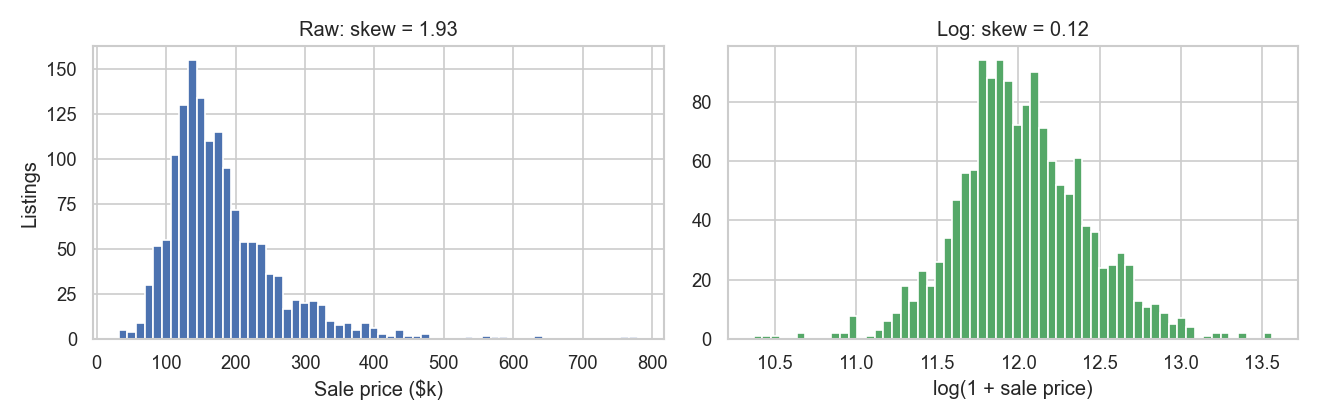 Raw: skew = 1.93
Listings
150
125
100
75
50
25
0
0 100 200 300 400 500 600 700 800
Sale price ($k)
Log: skew = 0.12
80
60
40
20
0
10.5 11.0 11.5 12.0 12.5 13.0 13.5
log(1 + sale price)